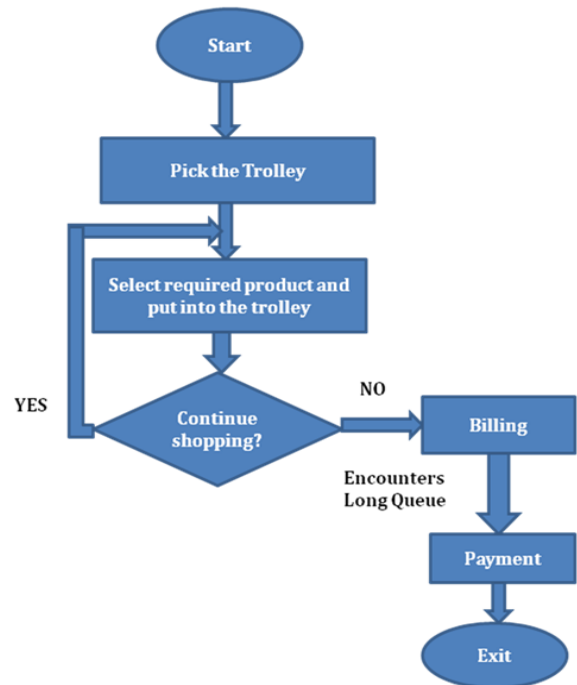 Start
Pick the Trolley
Select required product and
put into the trolley
Continue
shopping?
YES
NO
Billing
Encounters
Long Queue
Payment
Exit